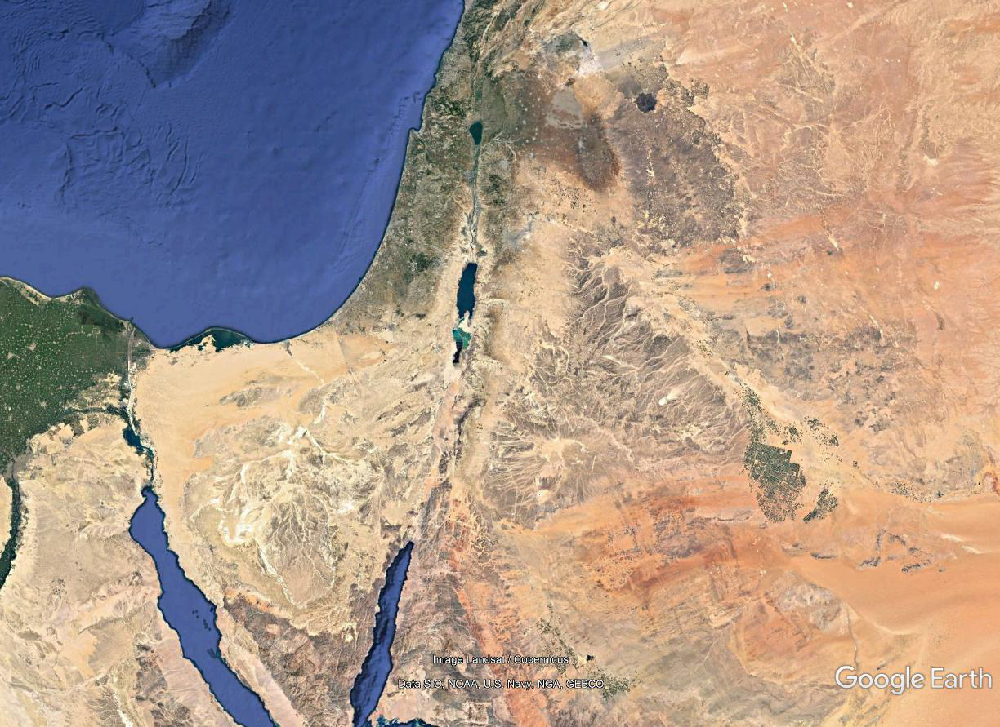 Image Landsat / Copernicus
Data SIO, NOAA, U.S. Navy, NGA, GEBCO
Google Earth